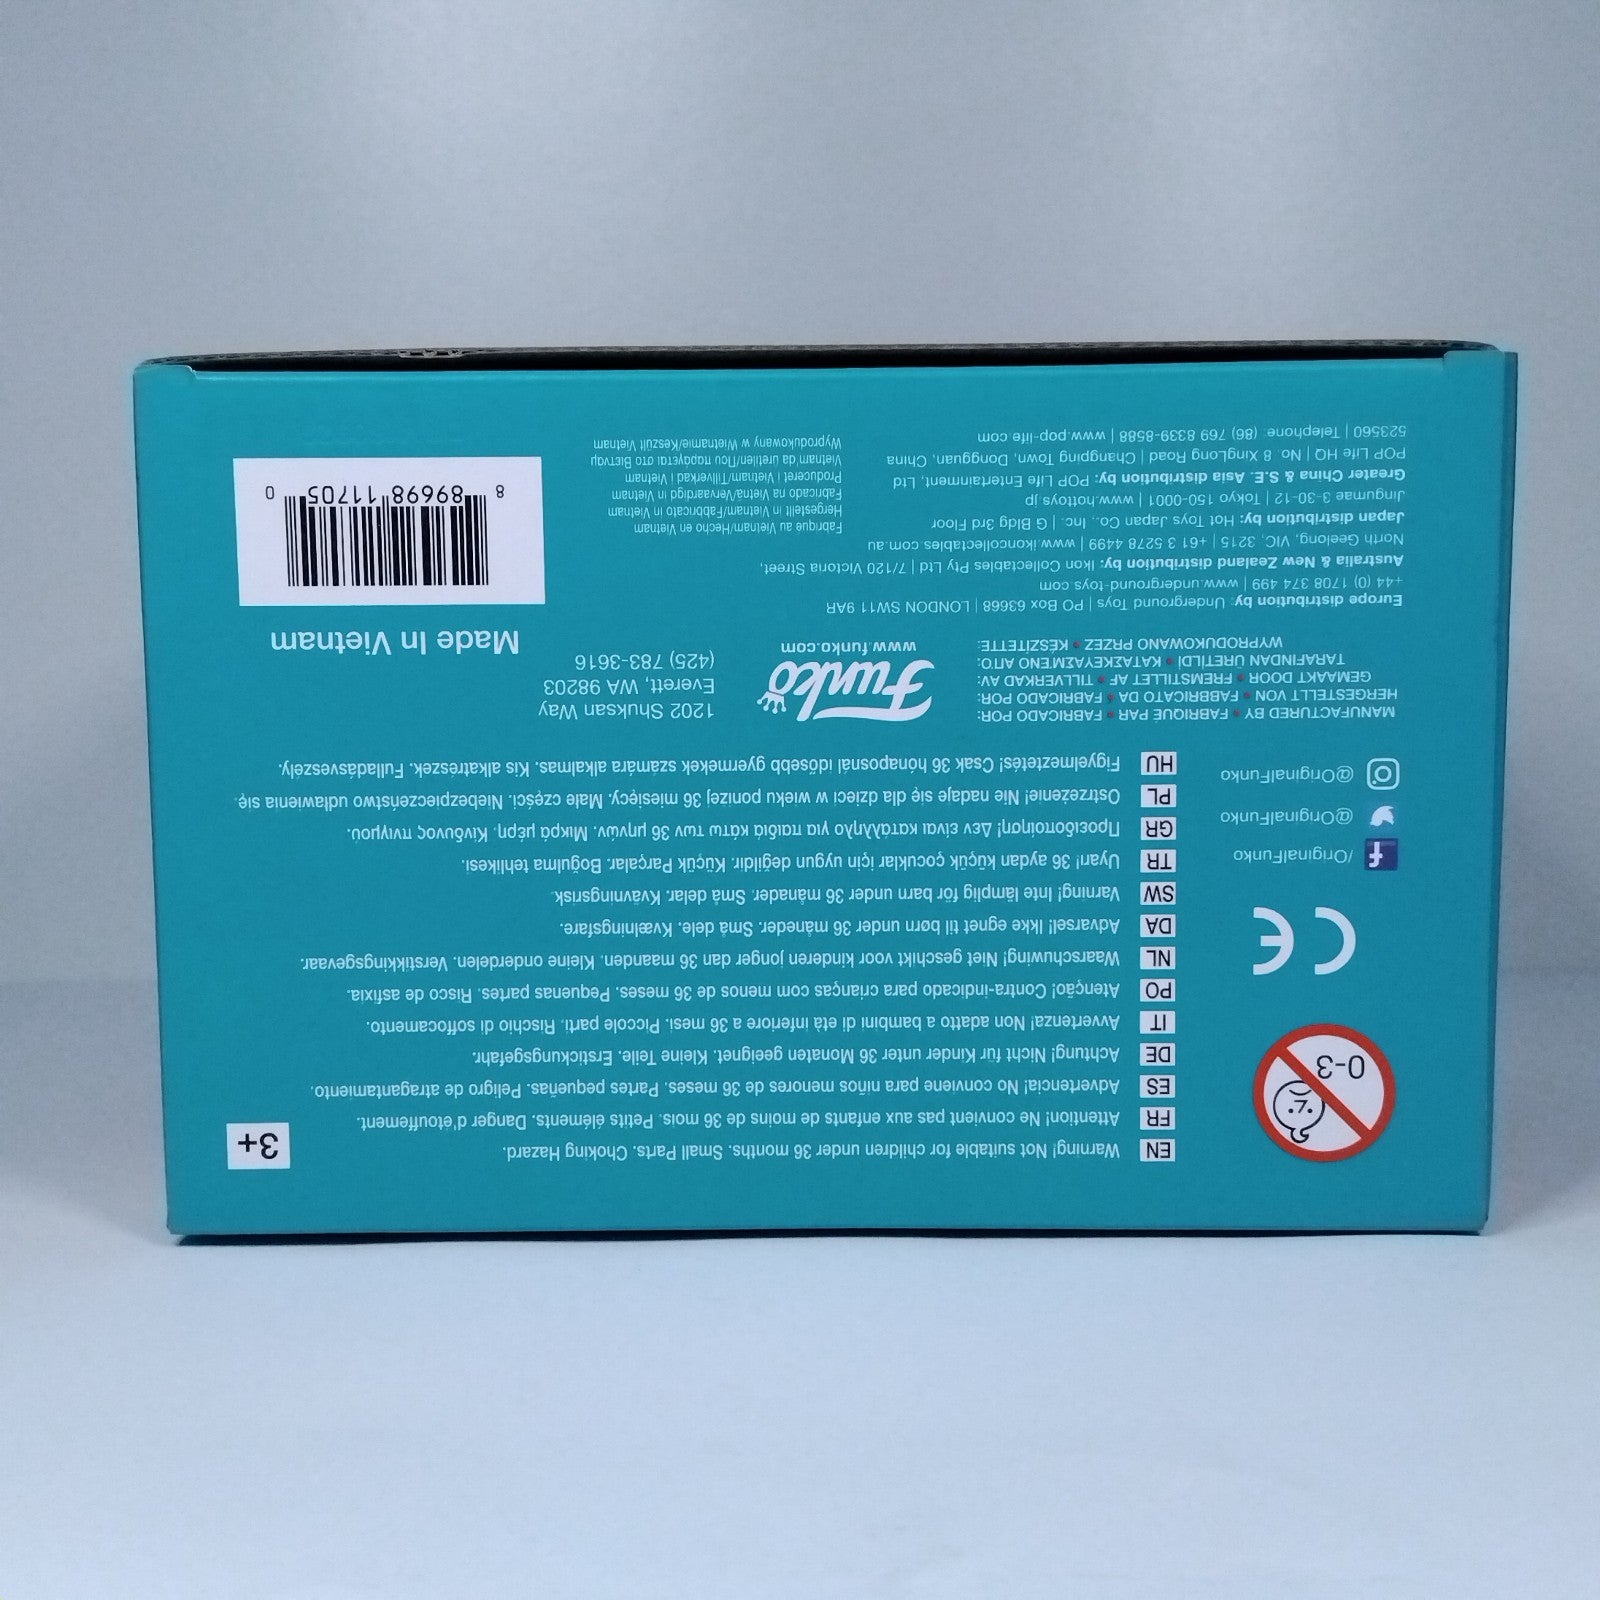 EN Warning! Not suitable for children under 36 months. Small Parts. Choking Hazard.
FR Attention! Ne convient pas aux enfants de moins de 36 mois. Petits éléments. Danger d'étouffement.
ES Advertencia! No conviene para niños menores de 36 meses. Partes pequeñas. Peligro de atragantamiento.
DE Achtung! Nicht für Kinder unter 36 Monaten geeignet. Kleine Teile. Erstickungsgefahr.
IT Avvertenza! Non adatto a bambini di età inferiore a 36 mesi. Piccole parti. Rischio di soffocamento.
PO Atenção! Contra-indicado para crianças com menos de 36 meses. Pequenas partes. Risco de asfixia.
NL Waarschuwing! Niet geschikt voor kinderen jonger dan 36 maanden. Kleine onderdelen. Verstikkingsgevaar.
DA Advarsel! Ikke egnet til børn under 36 måneder. Små dele. Kvælningsfare.
SW Varning! Inte lämplig för barn under 36 månader. Små delar. Kvävningsrisk.
TR Uyarı! 36 aydan küçük çocuklar için uygun değildir. Küçük Parçalar. Boğulma tehlikesi.
GR Προειδοποίηση! Δεν είναι κατάλληλο για παιδιά κάτω των 36 μηνών. Μικρά μέρη. Κίνδυνος πνιγμού.
PL Ostrzeżenie! Nie nadaje się dla dzieci w wieku poniżej 36 miesięcy. Małe części. Niebezpieczeństwo udławienia się.
HU Figyelmeztetés! Csak 36 hónaposnál idősebb gyermekek számára alkalmas. Kis alkatrészek. Fulladásveszély.
3+
0-3
CE
/OriginalFunko
@OriginalFunko
@OriginalFunko
MANUFACTURED BY • FABRIQUÉ PAR • FABRICADO POR:
HERGESTELLT VON • FABBRICATO DA • FABRICADO POR:
GEMAAKT DOOR • FREMSTILLET AF • TILLVERKAD AV:
TARAFINDAN ÜRETİLDİ • ΚΑΤΑΣΚΕΥΑΖΜΕΝΟ ΑΠΟ:
WYPRODUKOWANO PRZEZ • KÉSZÍTETTE:
Funko
www.funko.com
1202 Shuksan Way
Everett, WA 98203
(425) 783-3616
Made In Vietnam
Europe distribution by: Underground Toys | PO Box 63668 | LONDON SW11 9AR
+44 (0) 1708 374 499 | www.underground-toys.com
Australia & New Zealand distribution by: Ikon Collectables Pty Ltd | 7/120 Victoria Street,
North Geelong, VIC, 3215 | +61 3 5278 4499 | www.ikoncollectables.com.au
Japan distribution by: Hot Toys Japan Co., Inc. | G Bldg 3rd Floor
Jingumae 3-30-12 | Tokyo 150-0001 | www.hottoys.jp
Greater China & S.E. Asia distribution by: POP Life Entertainment, Ltd
POP Life HQ | No. 8 XingLong Road | Changping Town, Dongguan, China
523560 | Telephone: (86) 769 8339-8588 | www.pop-life.com
Fabriqué au Vietnam/Hecho en Vietnam
Hergestellt in Vietnam/Fabbricato in Vietnam
Fabricado na Vietna/Vervaardigd in Vietnam
Produceret i Vietnam/Tillverkad i Vietnam
Vietnam'da üretilen/Που παράγεται στο Βιετνάμ
Wyprodukowany w Wietnamie/Készült Vietnam
8 89698 11705 0